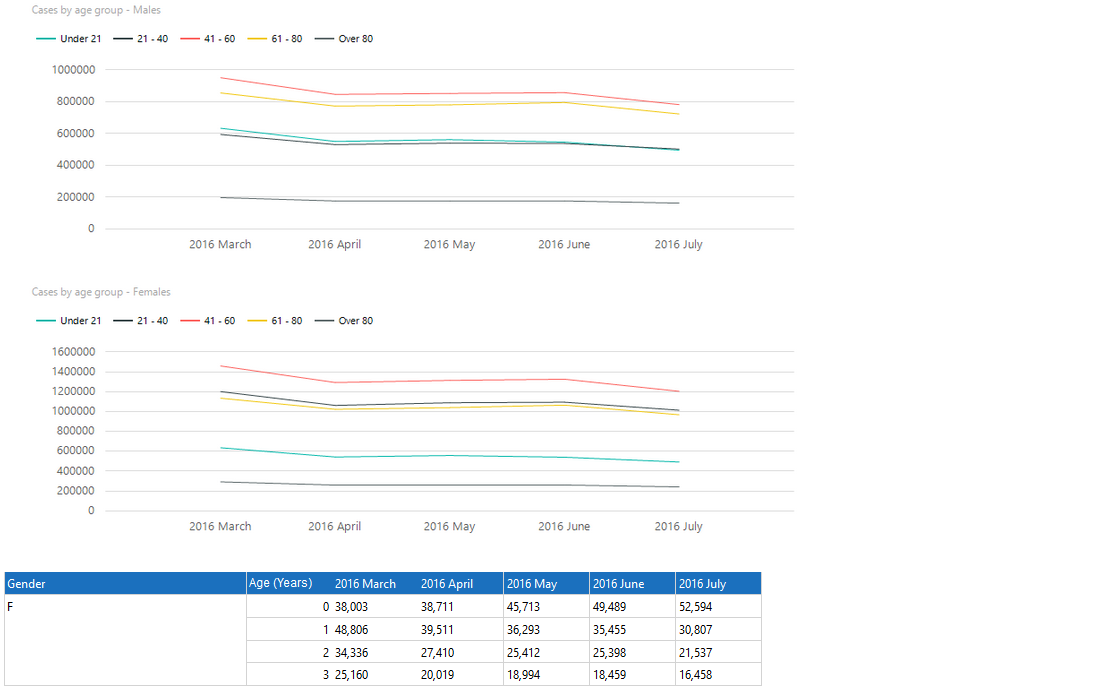 Cases by age group - Males
Under 21 21 - 40 41 - 60 61 - 80 Over 80
1000000
800000
600000
400000
200000
0
2016 March 2016 April 2016 May 2016 June 2016 July
Cases by age group - Females
Under 21 21 - 40 41 - 60 61 - 80 Over 80
1600000
1400000
1200000
1000000
800000
600000
400000
200000
0
2016 March 2016 April 2016 May 2016 June 2016 July
Gender Age (Years) 2016 March 2016 April 2016 May 2016 June 2016 July
F 0 38,003 38,711 45,713 49,489 52,594
1 48,806 39,511 36,293 35,455 30,807
2 34,336 27,410 25,412 25,398 21,537
3 25,160 20,019 18,994 18,459 16,458